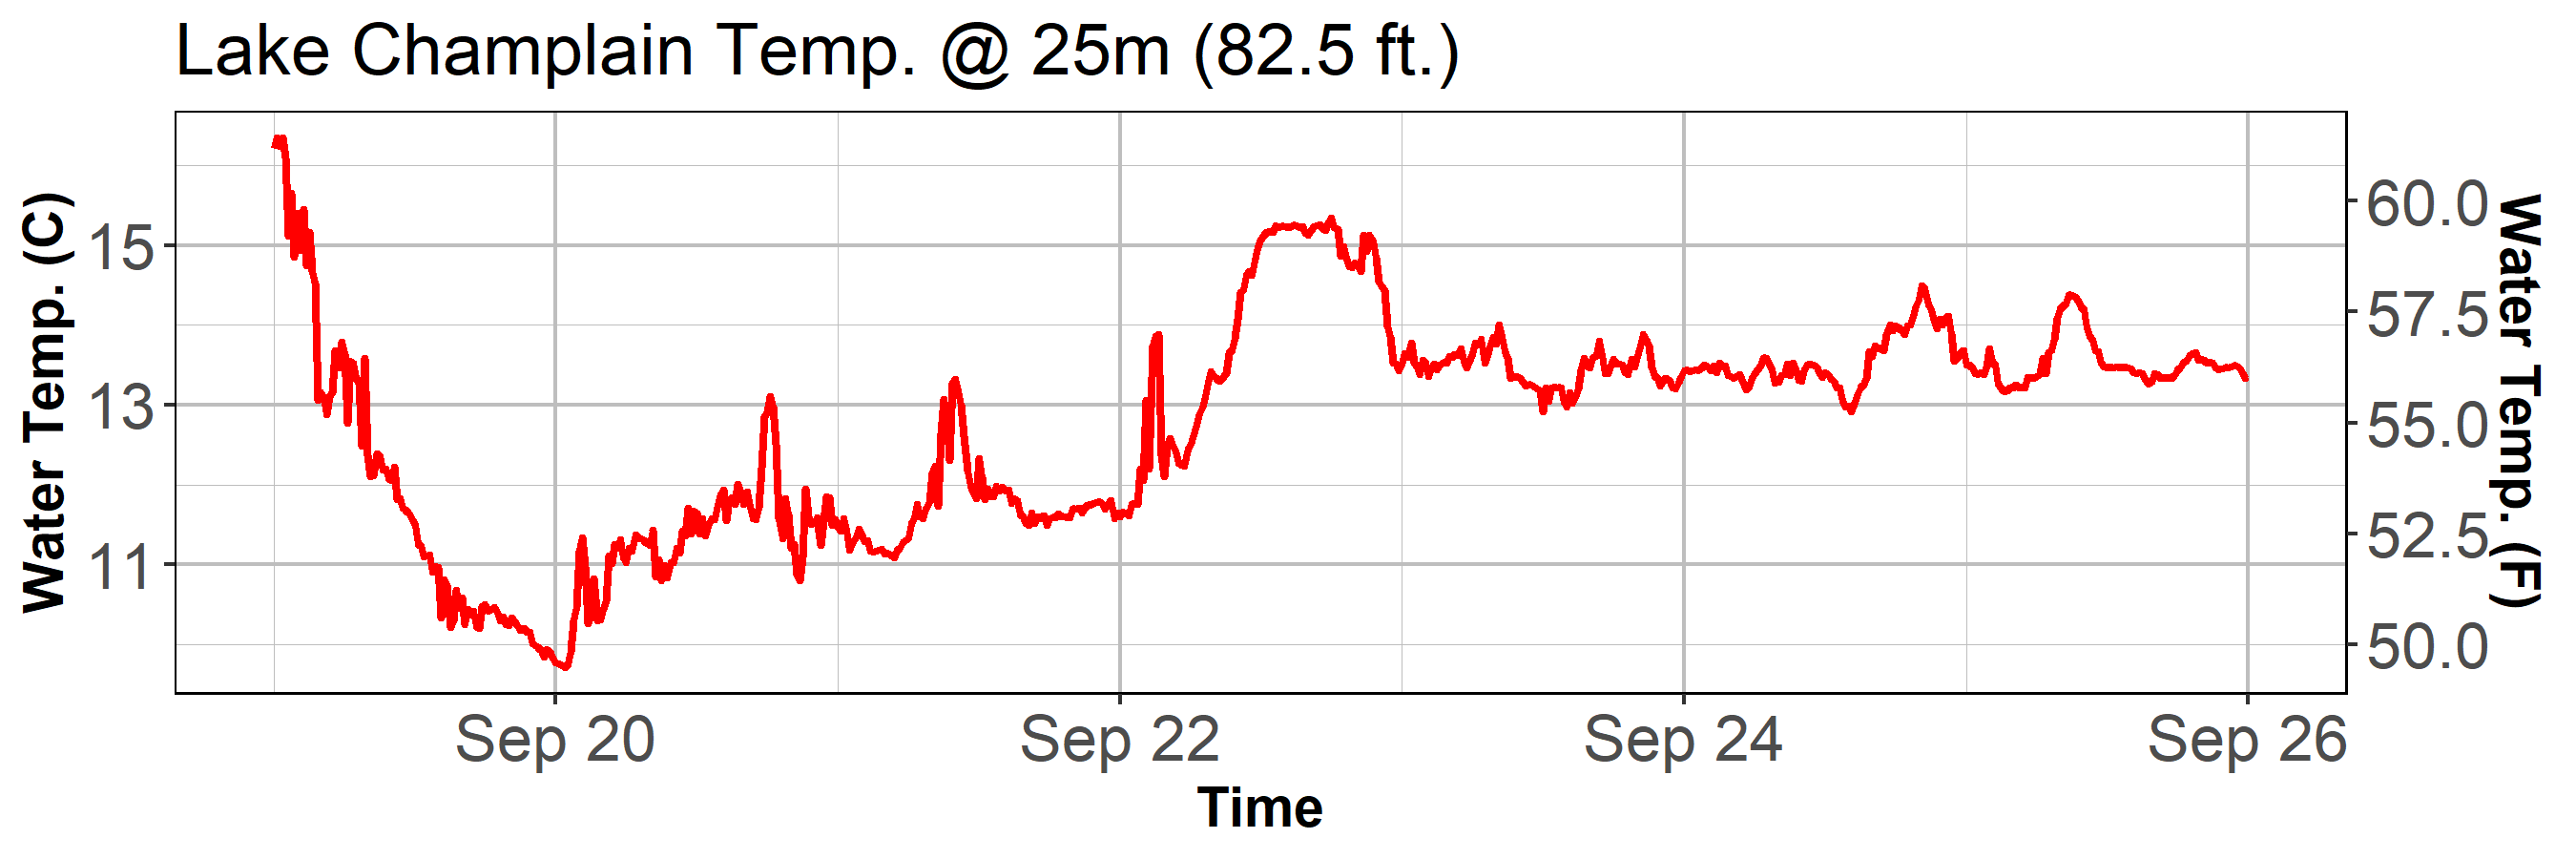 Lake Champlain Temp. @ 25m (82.5 ft.)
Water Temp. (C)
15
13
11
60.0
57.5
55.0
52.5
50.0
Water Temp. (F)
Sep 20 Sep 22 Sep 24 Sep 26
Time